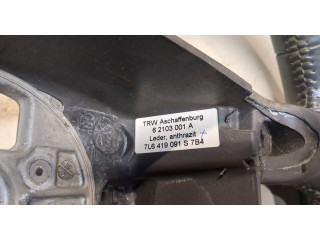 TRW Aschaffenburg
6 2103 001 A
Leder, anthrazit
7L6 419 091 S 7B4